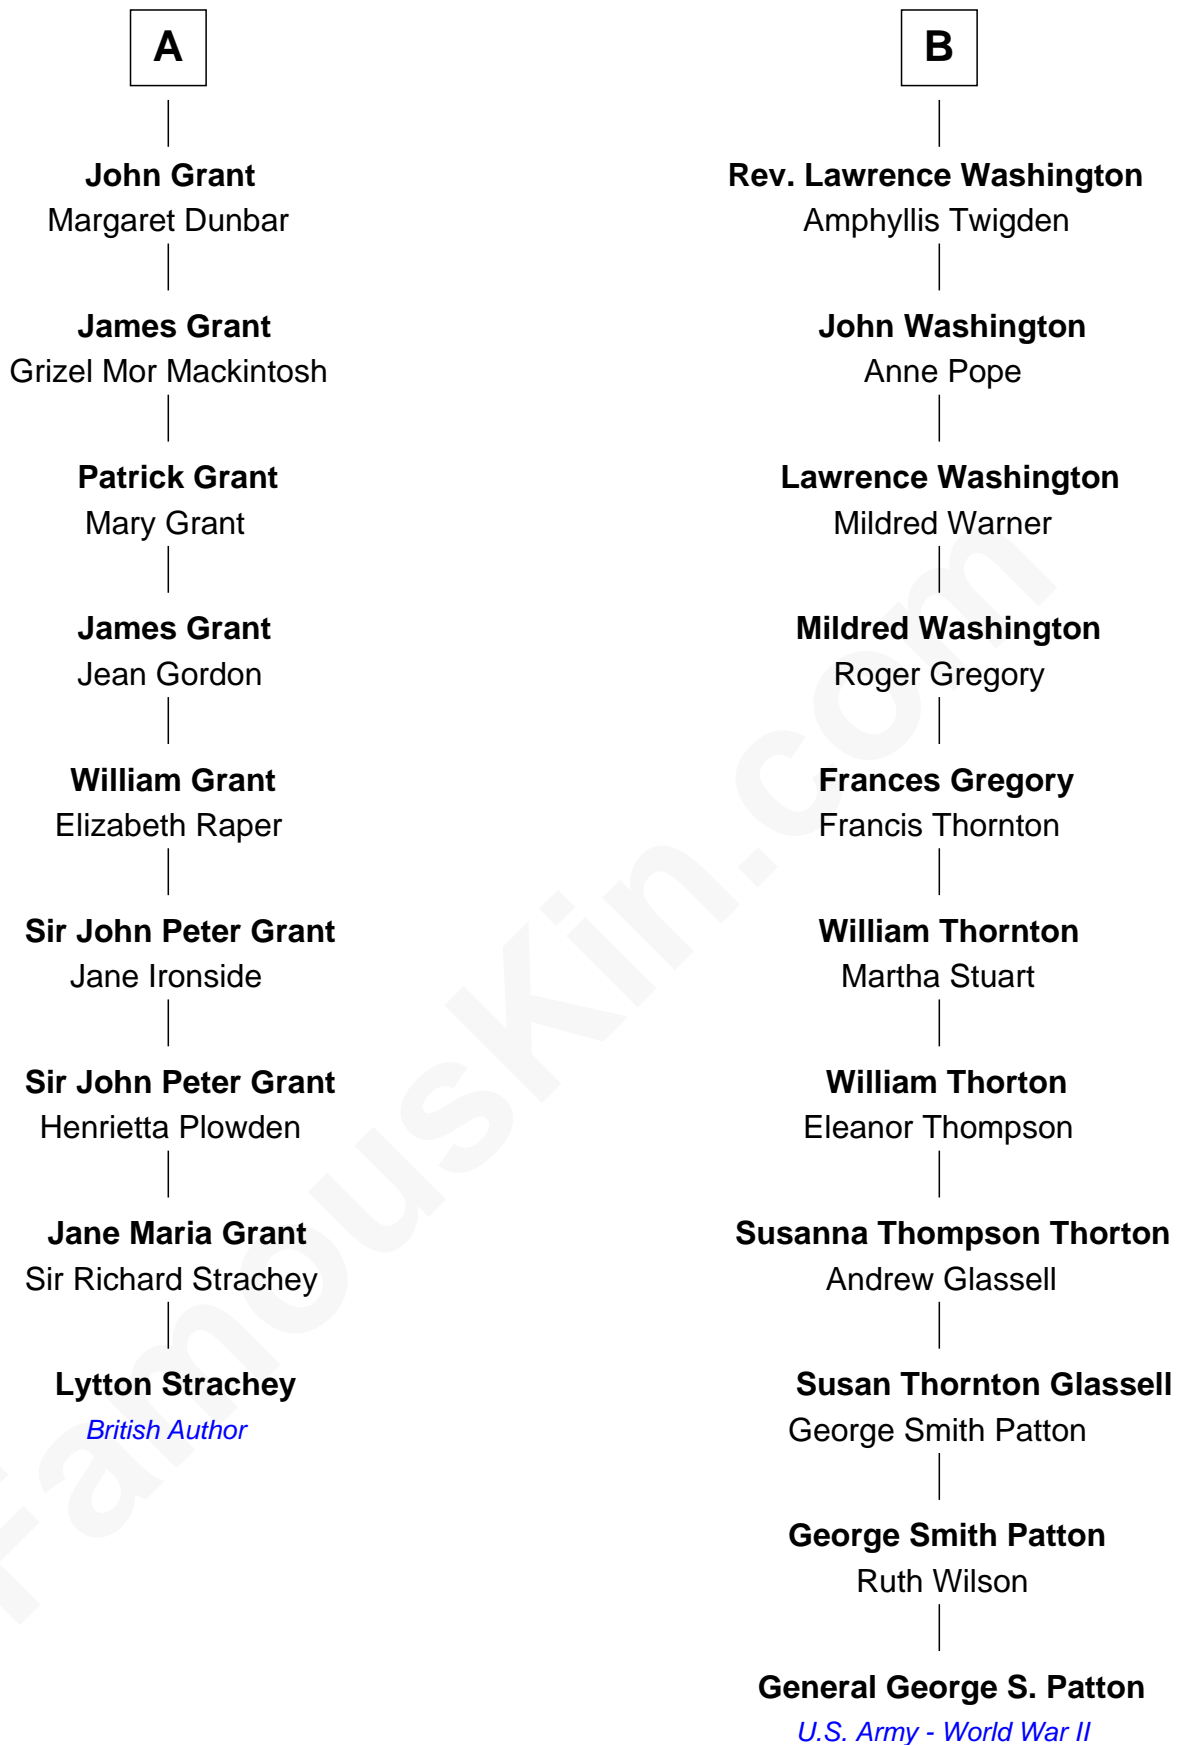 A
John Grant
Margaret Dunbar
James Grant
Grizel Mor Mackintosh
Patrick Grant
Mary Grant
James Grant
Jean Gordon
William Grant
Elizabeth Raper
Sir John Peter Grant
Jane Ironside
Sir John Peter Grant
Henrietta Plowden
Jane Maria Grant
Sir Richard Strachey
Lytton Strachey
British Author
B
Rev. Lawrence Washington
Amphyllis Twigden
John Washington
Anne Pope
Lawrence Washington
Mildred Warner
Mildred Washington
Roger Gregory
Frances Gregory
Francis Thornton
William Thornton
Martha Stuart
William Thorton
Eleanor Thompson
Susanna Thompson Thorton
Andrew Glassell
Susan Thornton Glassell
George Smith Patton
George Smith Patton
Ruth Wilson
General George S. Patton
U.S. Army - World War II
FamousKin.com